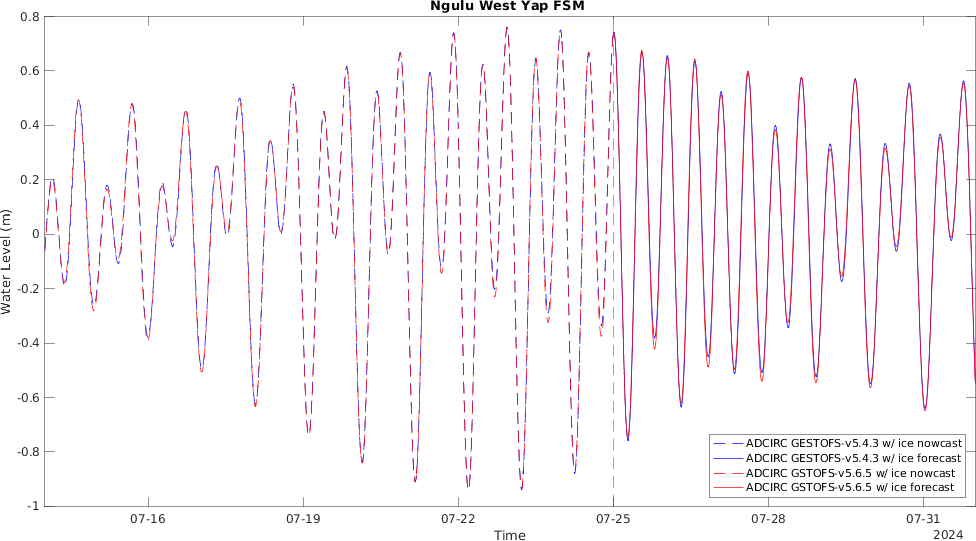 Ngulu West Yap FSM
0.8
0.6
0.4
0.2
0
-0.2
-0.4
-0.6
-0.8
-1
Water Level (m)
07-16
07-19
07-22
07-25
07-28
07-31
Time
2024
ADCIRC GESTOFS-v5.4.3 w/ ice nowcast
ADCIRC GESTOFS-v5.4.3 w/ ice forecast
ADCIRC GSTOFS-v5.6.5 w/ ice nowcast
ADCIRC GSTOFS-v5.6.5 w/ ice forecast